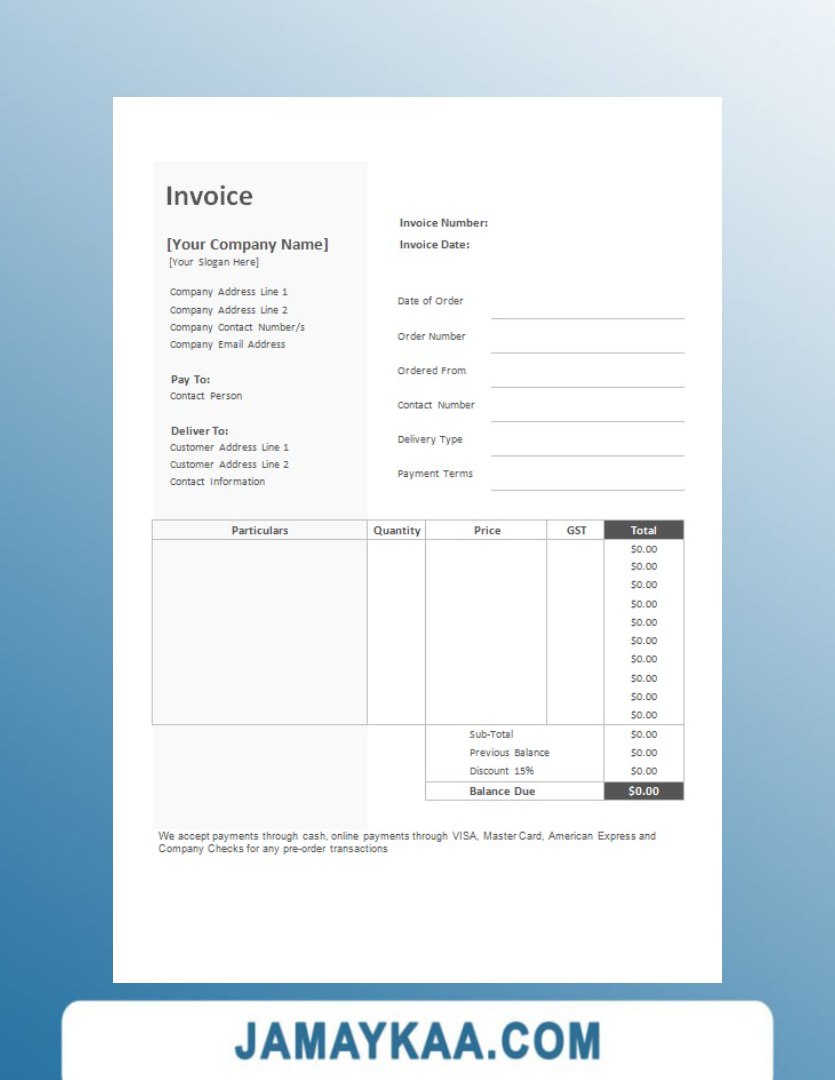 Invoice
[Your Company Name]
[Your Slogan Here]
Company Address Line 1
Company Address Line 2
Company Contact Number/s
Company Email Address
Pay To:
Contact Person
Deliver To:
Customer Address Line 1
Customer Address Line 2
Contact Information
Invoice Number:
Invoice Date:
Date of Order
Order Number
Ordered From
Contact Number
Delivery Type
Payment Terms
Particulars Quantity Price GST Total
$0.00
$0.00
$0.00
$0.00
$0.00
$0.00
$0.00
$0.00
$0.00
$0.00
Sub-Total $0.00
Previous Balance $0.00
Discount 15% $0.00
Balance Due $0.00
We accept payments through cash, online payments through VISA, Master Card, American Express and
Company Checks for any pre-order transactions
JAMAYKAA.COM